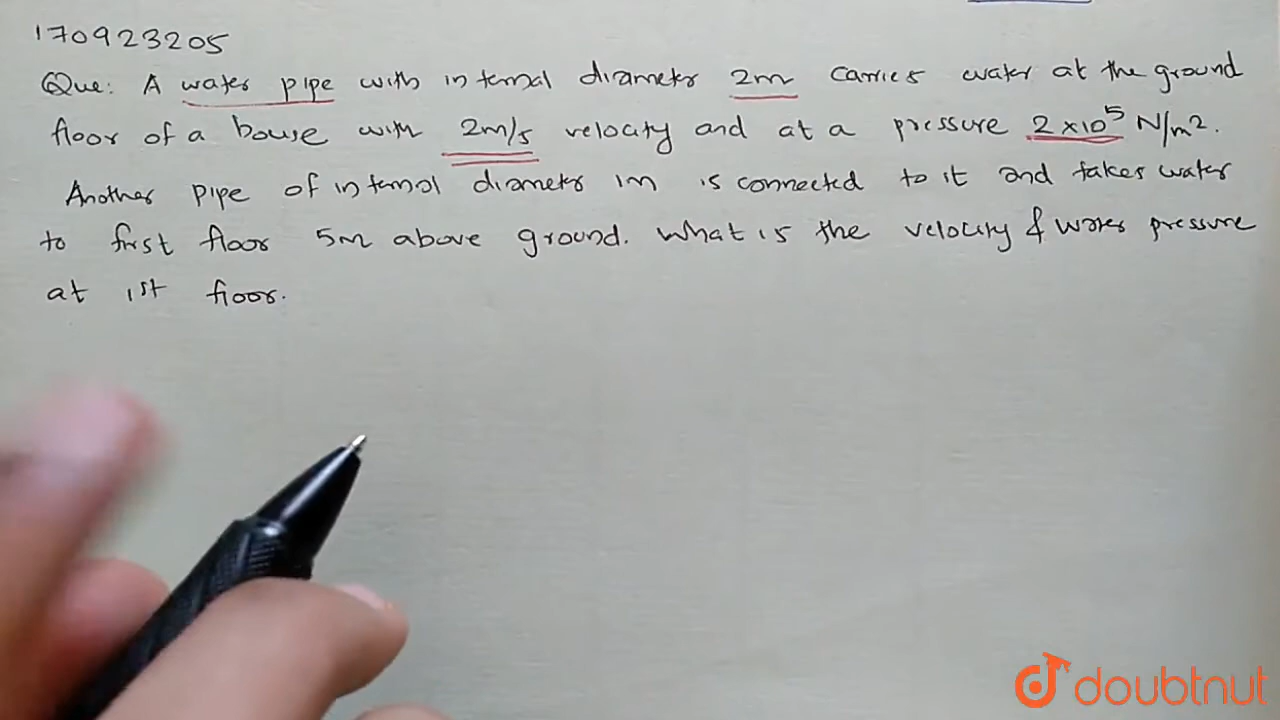 170923205
Que: A water pipe with internal diameter 2m carries water at the ground
floor of a house with 2m/s velocity and at a pressure 2×10⁵ N/m².
Another pipe of internal diameter 1m is connected to it and takes water
to first floor 5m above ground. What is the velocity & water pressure
at 1st floor.
doubtnut